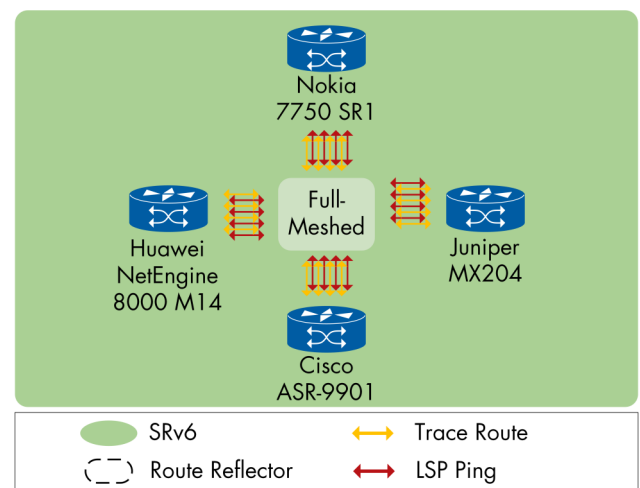 Nokia
7750 SR1
Full-
Meshed
Huawei
NetEngine
8000 M14
Juniper
MX204
Cisco
ASR-9901
SRv6
Trace Route
Route Reflector
LSP Ping